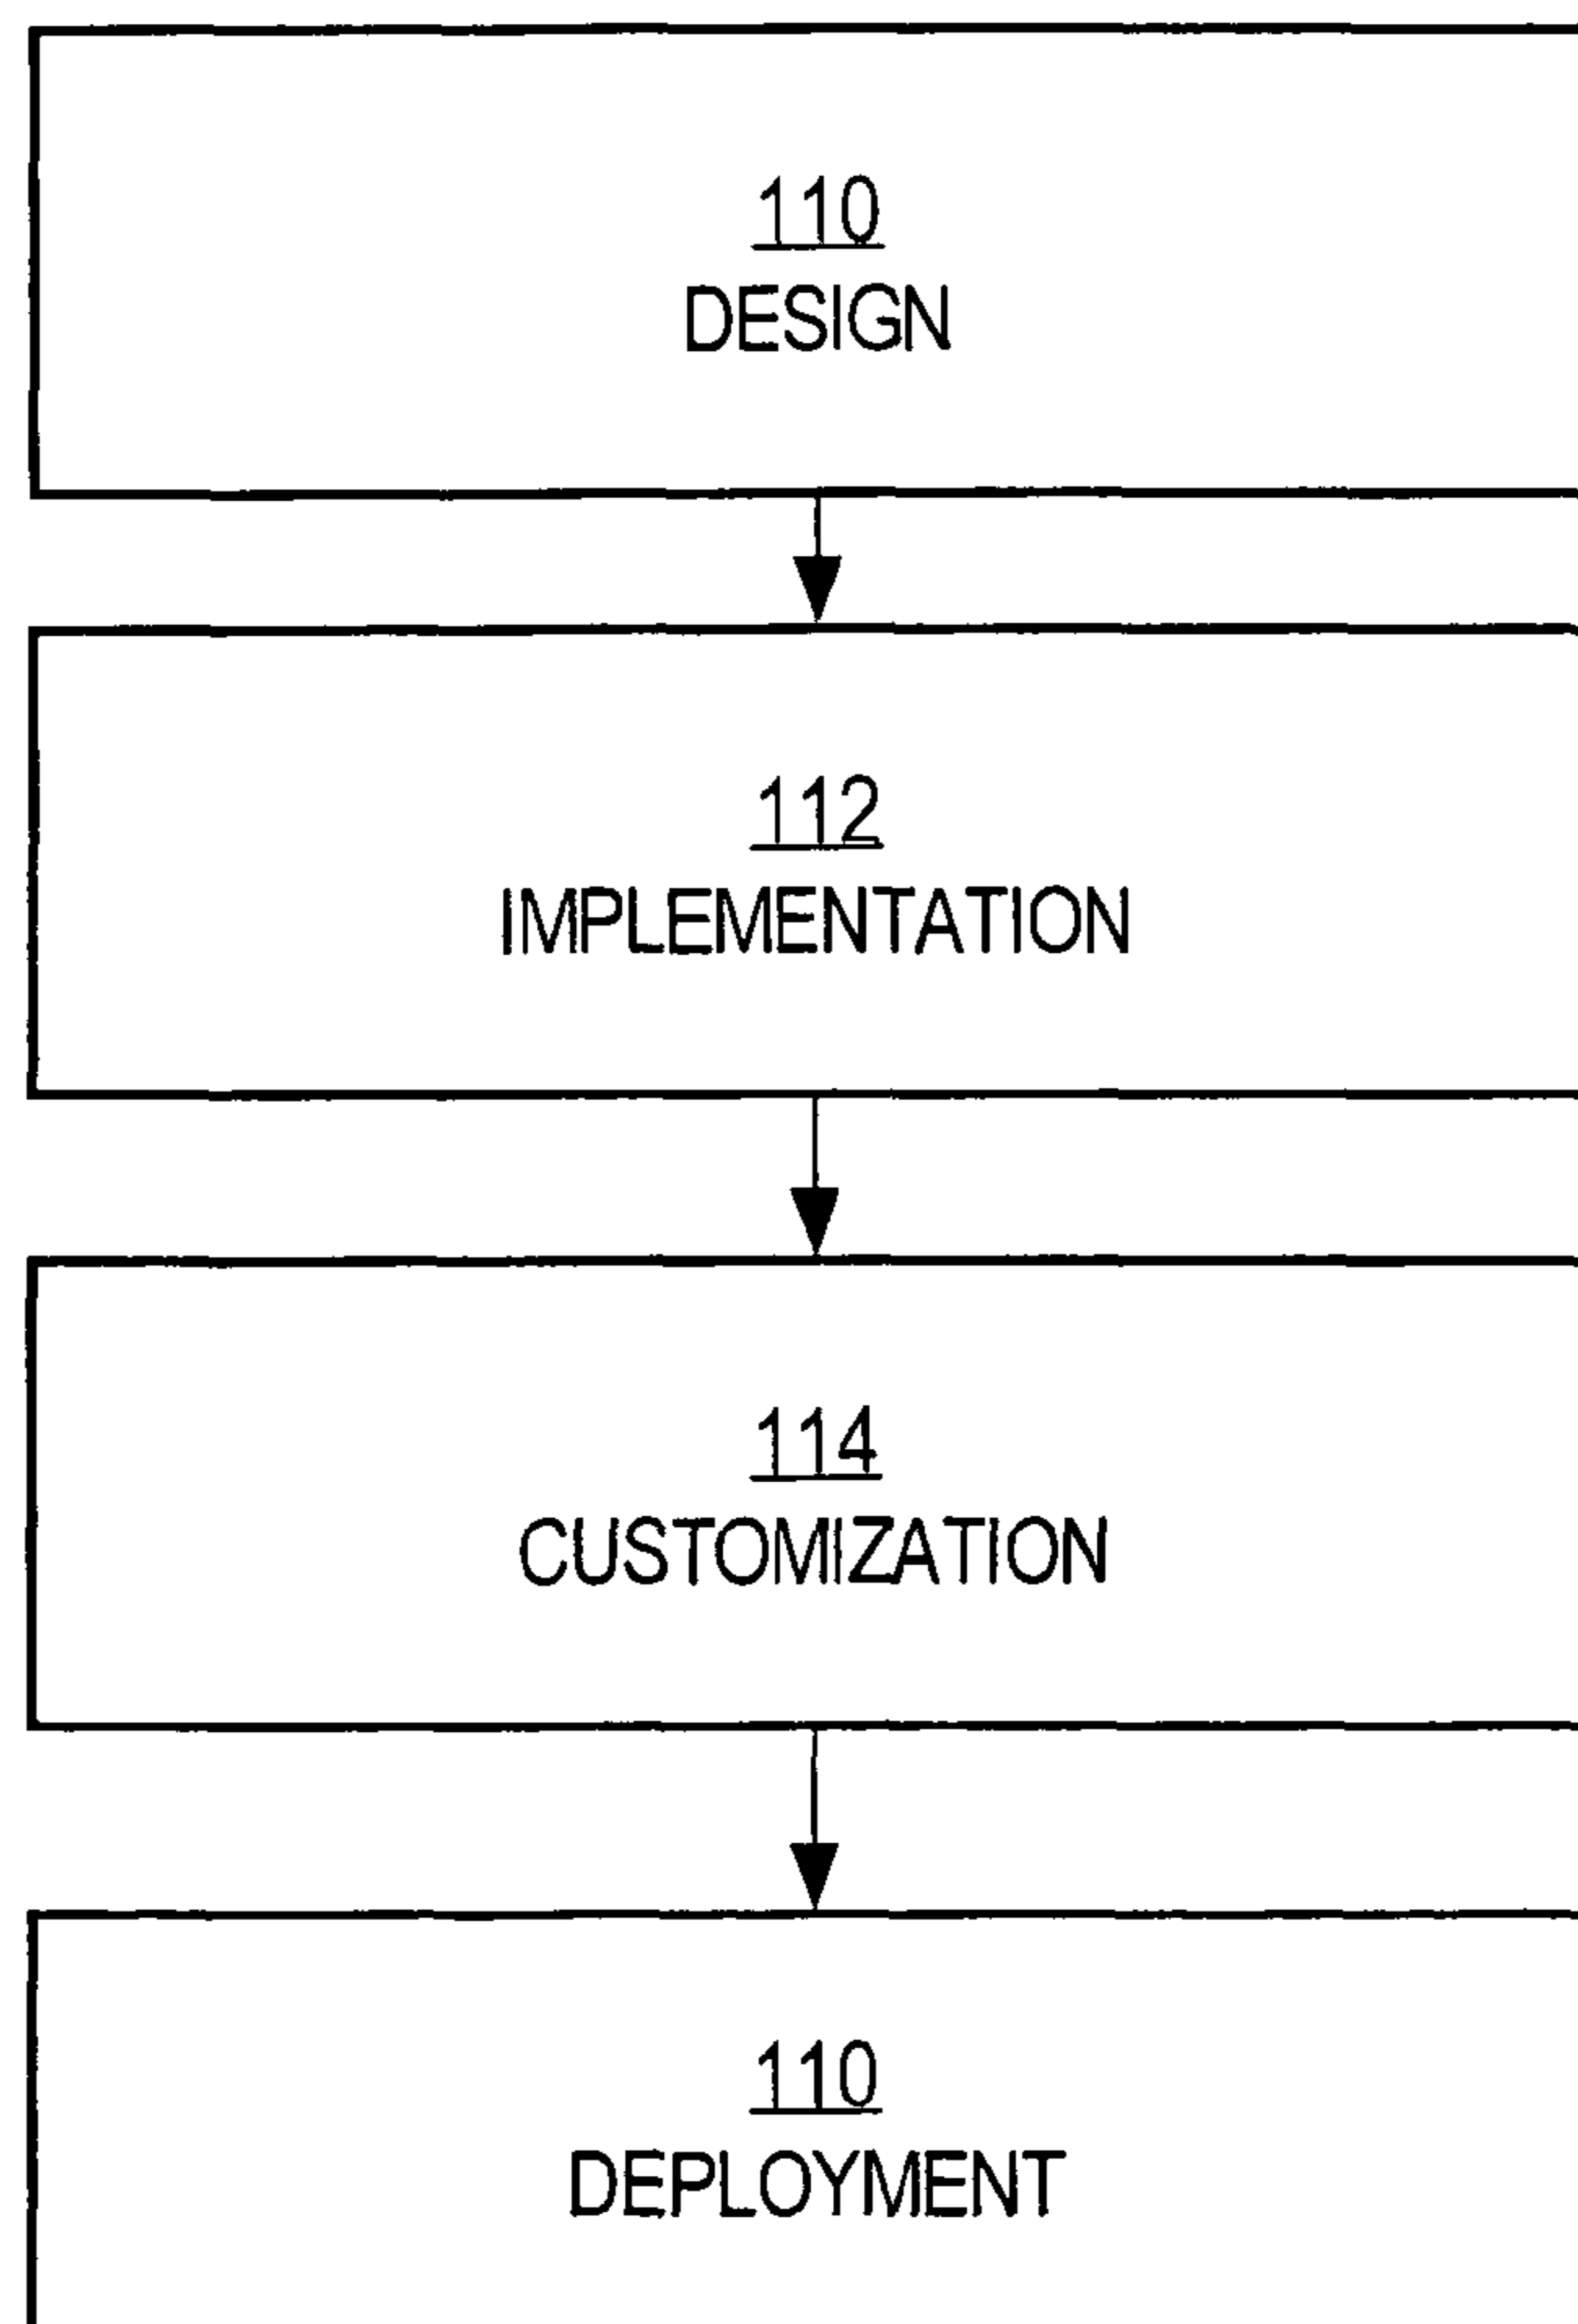 110
DESIGN
112
IMPLEMENTATION
114
CUSTOMIZATION
110
DEPLOYMENT